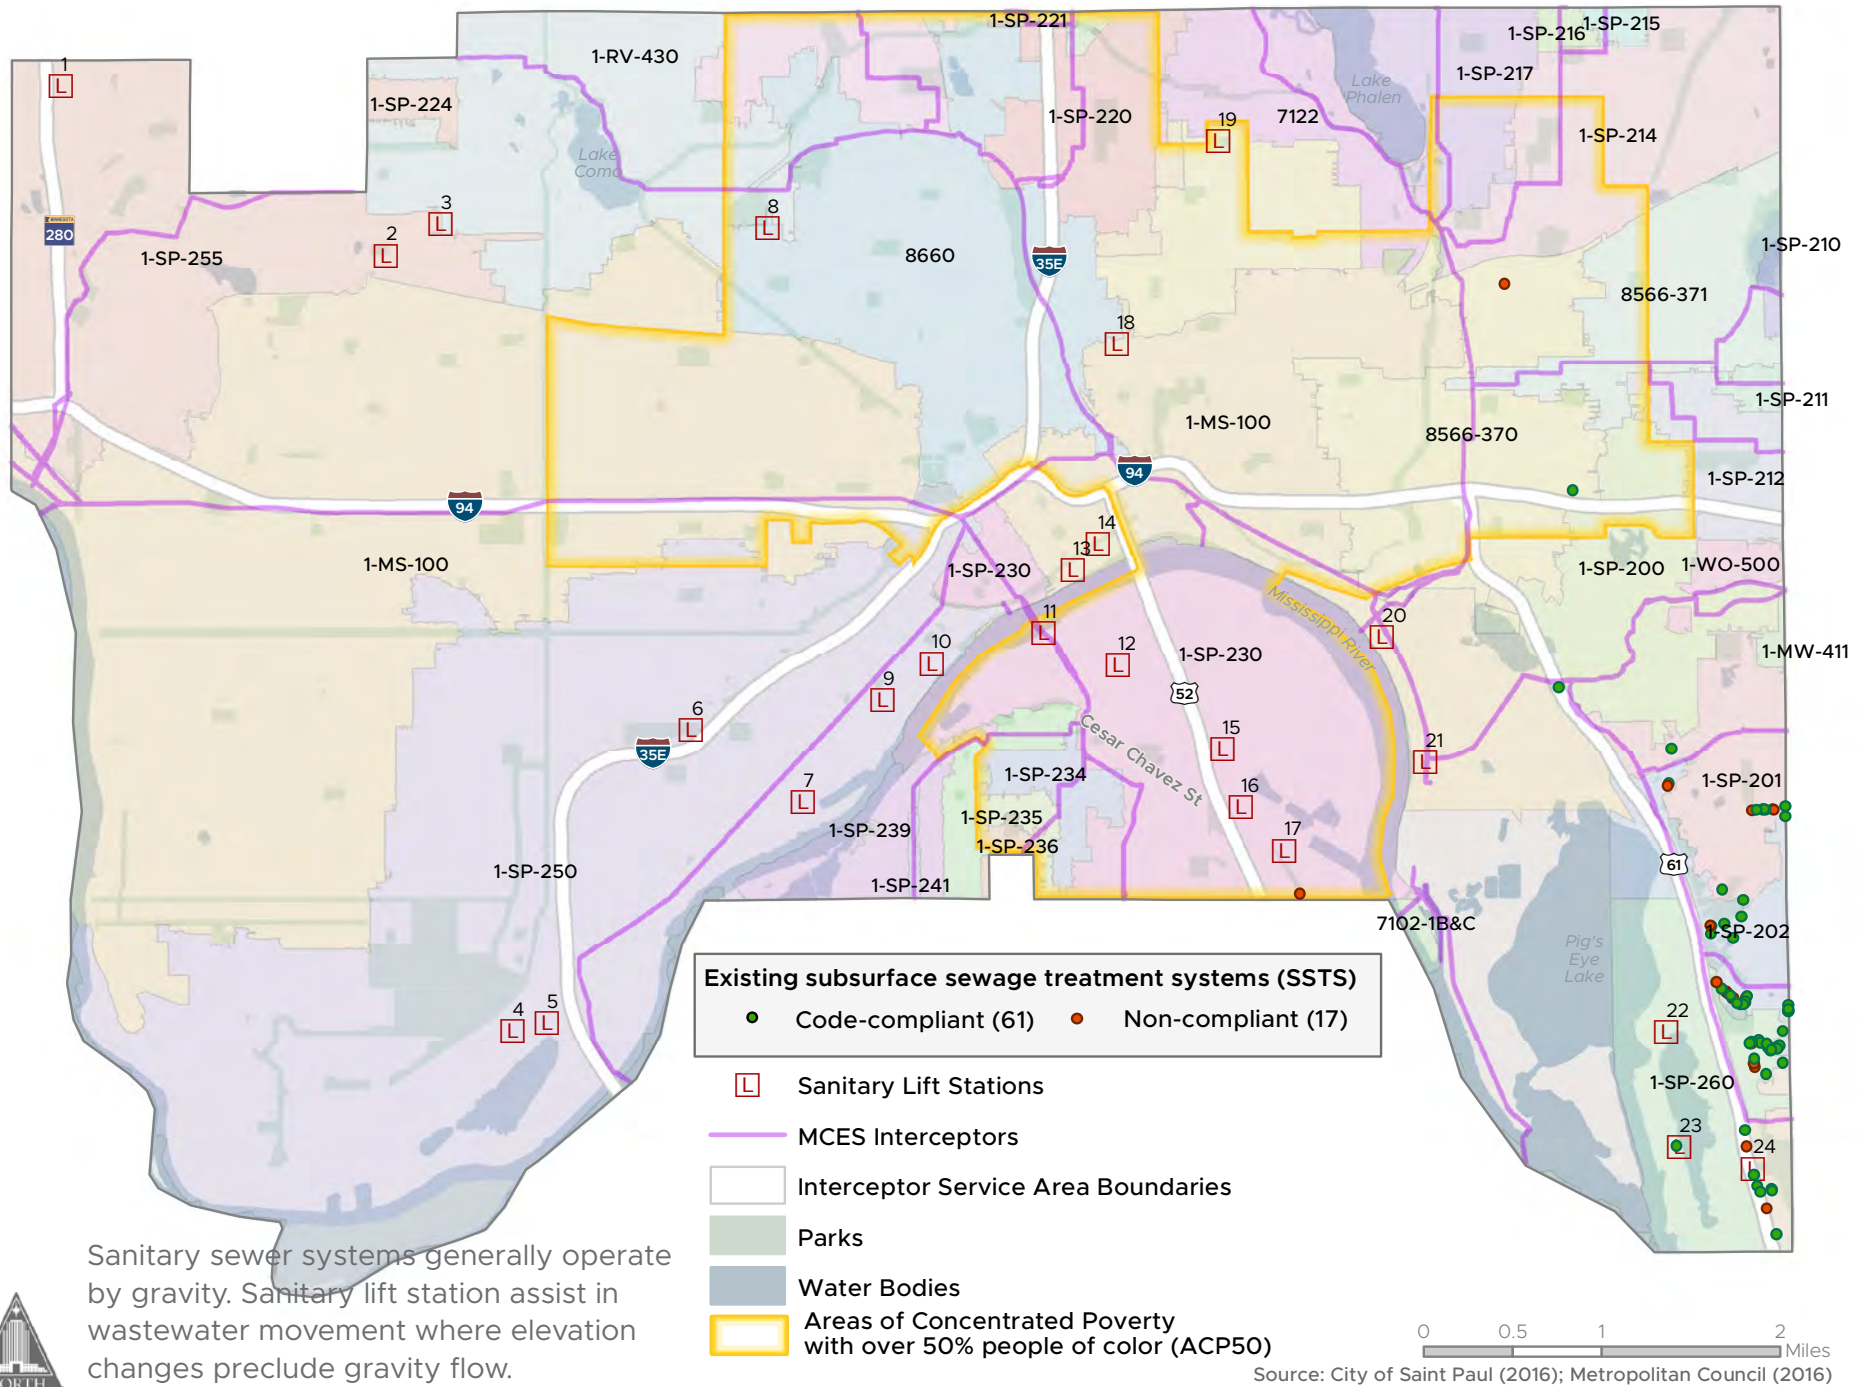 1-SP-221
1-SP-215
1-SP-216
1-RV-430
1-SP-217
1
L
Lake
Phalen
1-SP-224
1-SP-220
7122
19
L
1-SP-214
Lake
Como
3
L
8
L
MINNESOTA
280
2
L
1-SP-255
8660
35E
1-SP-210
8566-371
18
L
1-SP-211
1-MS-100
8566-370
94
94
1-SP-212
14
L
13
L
1-MS-100
1-SP-230
1-SP-200
1-WO-500
Mississippi River
11
L
20
L
10
L
12
L
1-SP-230
1-MW-411
9
L
52
6
L
35E
Cesar Chavez St
15
L
21
L
1-SP-234
1-SP-201
7
L
16
L
1-SP-239
1-SP-235
1-SP-236
17
L
61
1-SP-250
1-SP-241
7102-1B&C
1-SP-202
Pig's
Eye
Lake
4
L
5
L
22
L
1-SP-260
23
L
24
L
Existing subsurface sewage treatment systems (SSTS)
Code-compliant (61)
Non-compliant (17)
L
Sanitary Lift Stations
MCES Interceptors
Interceptor Service Area Boundaries
Parks
Water Bodies
Areas of Concentrated Poverty
with over 50% people of color (ACP50)
Sanitary sewer systems generally operate
by gravity. Sanitary lift station assist in
wastewater movement where elevation
changes preclude gravity flow.
0 0.5 1 2
Miles
Source: City of Saint Paul (2016); Metropolitan Council (2016)